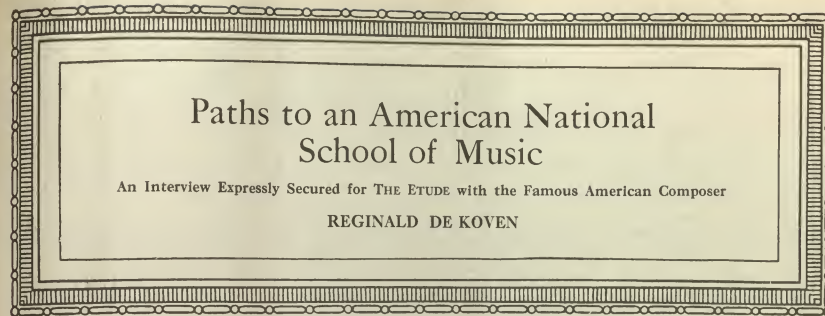 Paths to an American National
School of Music
An Interview Expressly Secured for THE ETUDE with the Famous American Composer
REGINALD DE KOVEN